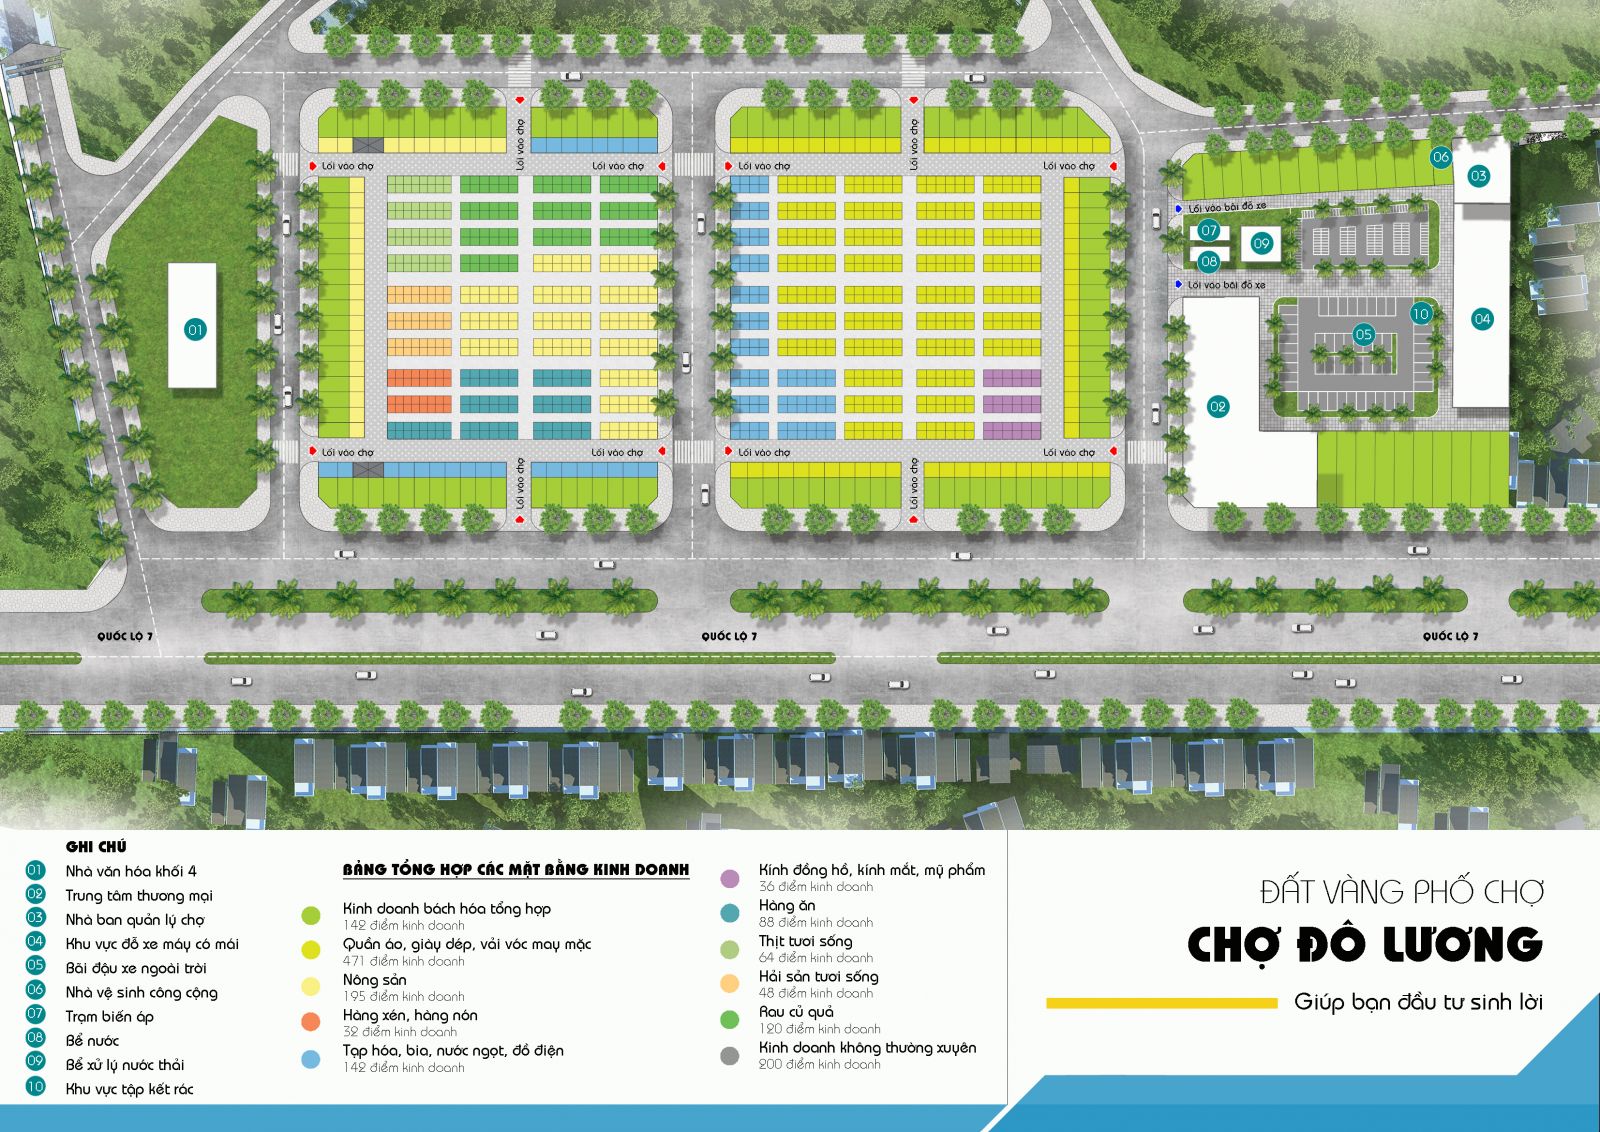 Lối vào chợ
Lối vào chợ
Lối vào chợ
Lối vào chợ
Lối vào chợ
Lối vào chợ
06
03
Lối vào bãi đỗ xe
07
09
08
Lối vào bãi đỗ xe
01
10
04
05
02
Lối vào chợ
Lối vào chợ
Lối vào chợ
Lối vào chợ
Lối vào chợ
Lối vào chợ
QUỐC LỘ 7
QUỐC LỘ 7
QUỐC LỘ 7
GHI CHÚ
01 Nhà văn hóa khối 4
02 Trung tâm thương mại
03 Nhà ban quản lý chợ
04 Khu vực đỗ xe máy có mái
05 Bãi đậu xe ngoài trời
06 Nhà vệ sinh công cộng
07 Trạm biến áp
08 Bể nước
09 Bể xử lý nước thải
10 Khu vực tập kết rác
BẢNG TỔNG HỢP CÁC MẶT BẰNG KINH DOANH
Kinh doanh bách hóa tổng hợp
142 điểm kinh doanh
Quần áo, giày dép, vải vóc may mặc
471 điểm kinh doanh
Nông sản
195 điểm kinh doanh
Hàng xén, hàng nón
32 điểm kinh doanh
Tạp hóa, bia, nước ngọt, đồ điện
142 điểm kinh doanh
Kính đồng hồ, kính mắt, mỹ phẩm
36 điểm kinh doanh
Hàng ăn
88 điểm kinh doanh
Thịt tươi sống
64 điểm kinh doanh
Hải sản tươi sống
48 điểm kinh doanh
Rau củ quả
120 điểm kinh doanh
Kinh doanh không thường xuyên
200 điểm kinh doanh
ĐẤT VÀNG PHỐ CHỢ
CHỢ ĐÔ LƯƠNG
Giúp bạn đầu tư sinh lời